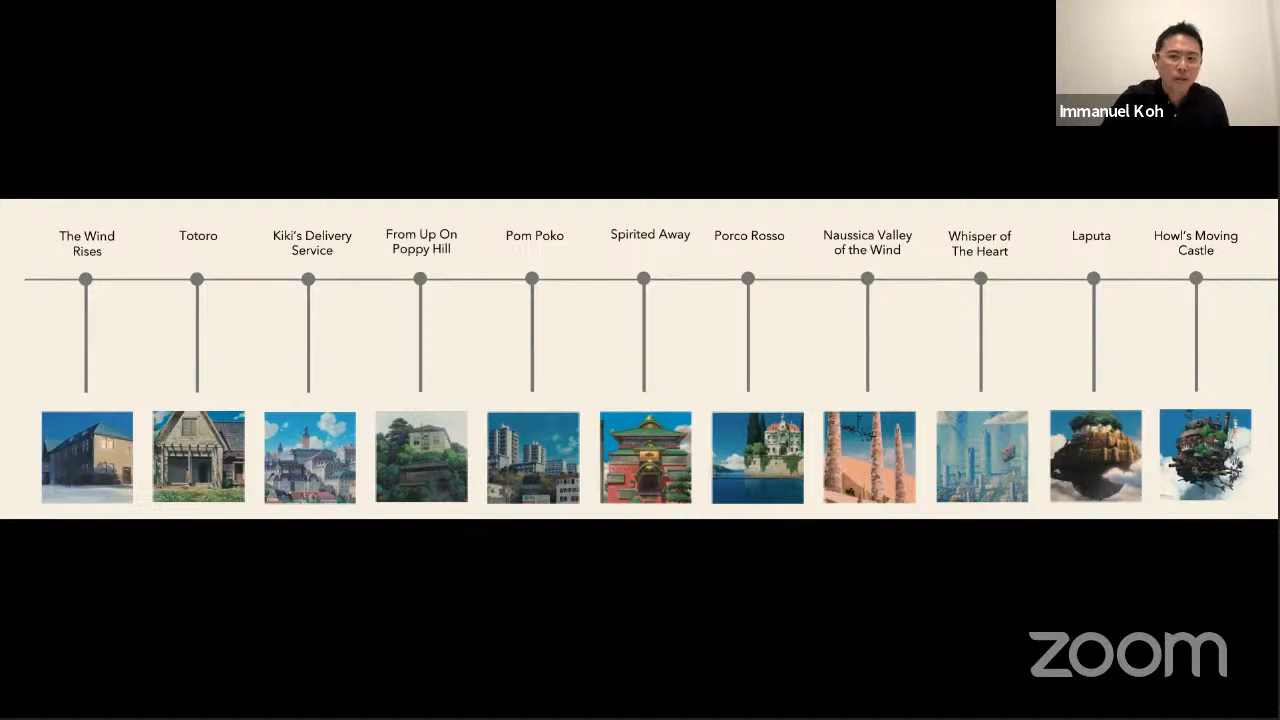 Immanuel Koh
The Wind
Rises
Totoro
Kiki's Delivery
Service
From Up On
Poppy Hill
Pom Poko
Spirited Away
Porco Rosso
Naussica Valley
of the Wind
Whisper of
The Heart
Laputa
Howl's Moving
Castle
zoom